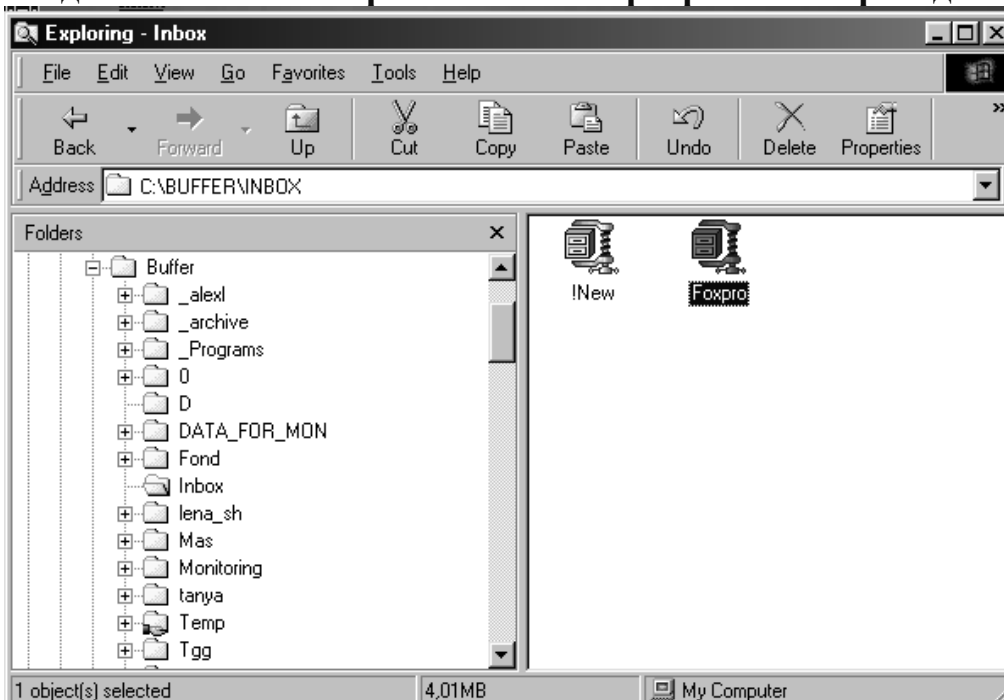 Exploring - Inbox
File Edit View Go Favorites Tools Help
Back Forward Up Cut Copy Paste Undo Delete Properties »
Address C:\BUFFER\INBOX
Folders
Buffer
_alexl
_archive
_Programs
0
D
DATA_FOR_MON
Fond
Inbox
lena_sh
Mas
Monitoring
tanya
Temp
Tgg
!New Foxpro
1 object(s) selected 4,01MB My Computer